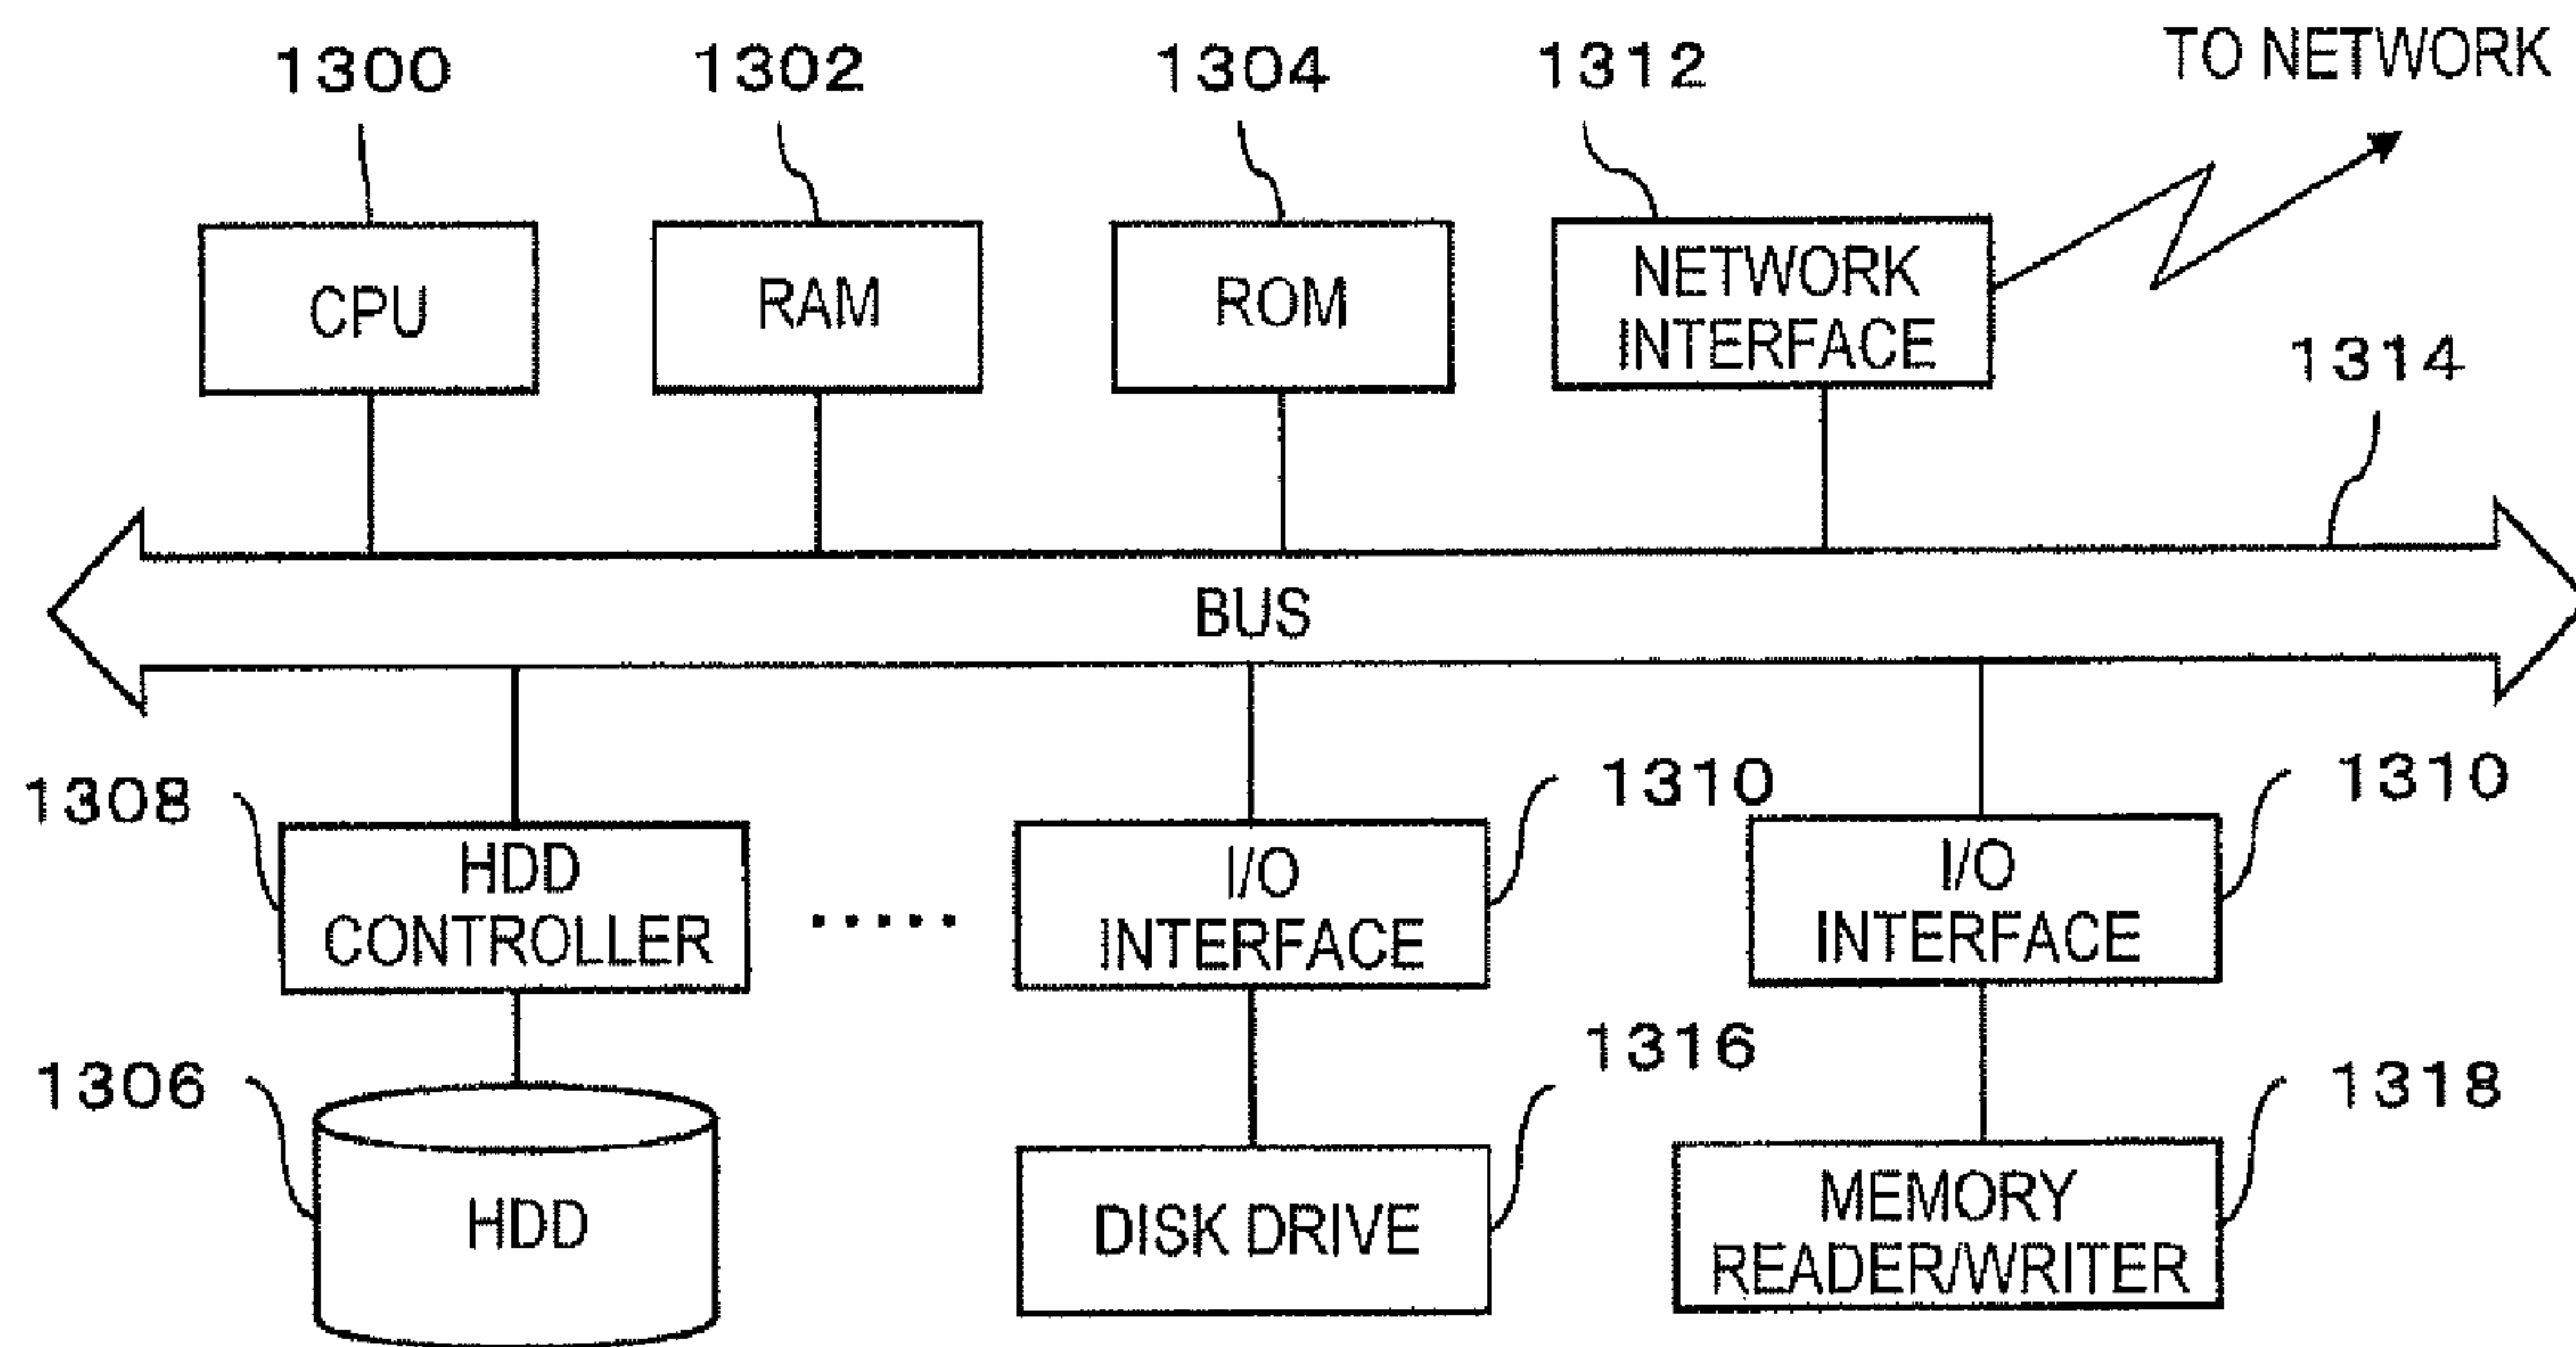 1300
1302
1304
1312
TO NETWORK
CPU
RAM
ROM
NETWORK
INTERFACE
1314
BUS
1308
HDD
CONTROLLER
.....
I/O
INTERFACE
1310
I/O
INTERFACE
1310
1306
HDD
DISK DRIVE
1316
MEMORY
READER/WRITER
1318